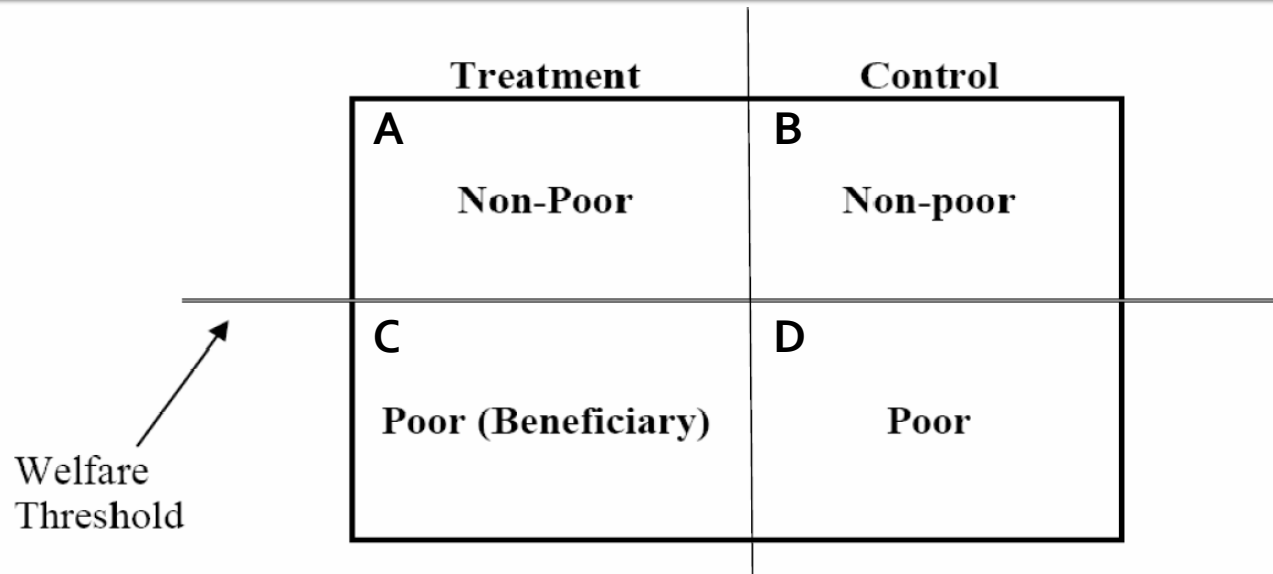 Treatment
Control
A
B
Non-Poor
Non-poor
C
D
Poor (Beneficiary)
Poor
Welfare
Threshold